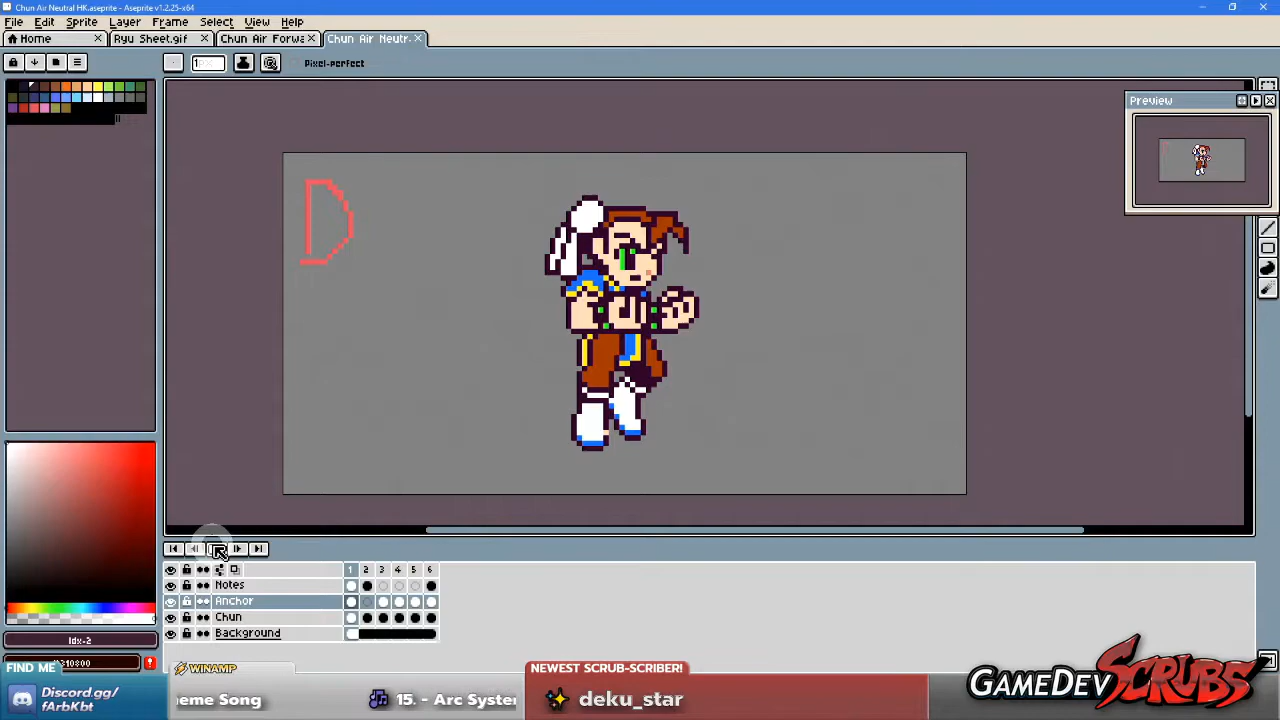 Chun Air Neutral HK.aseprite - Aseprite v1.2.25-x64
File Edit Sprite Layer Frame Select View Help
Home Ryu Sheet.gif Chun Air Forwa Chun Air Neutr
Pixel-perfect
Preview
D
1 2 3 4 5 6
Notes
Anchor
Chun
Background
Idx-2
FIND ME
Discord.gg/
fArbKbt
WINAMP
eme Song 15. - Arc Syster
NEWEST SCRUB-SCRIBER!
deku_star
GAMEDEV SCRUBS